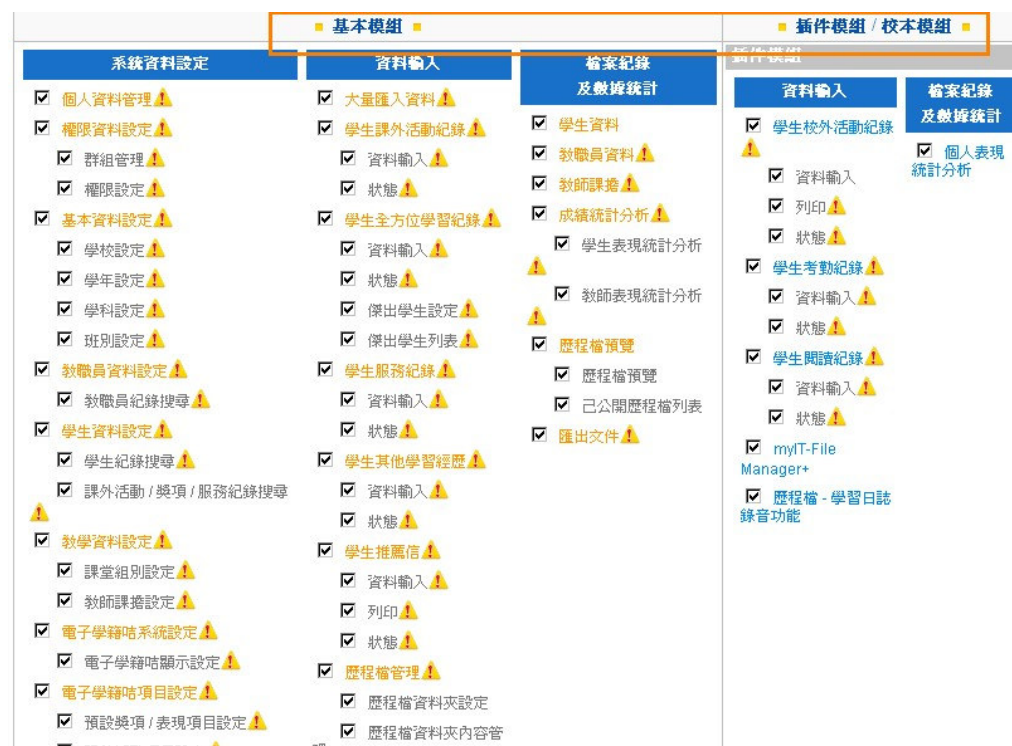 基本模組
插件模組 / 校本模組
系統資料設定
個人資料管理
權限資料設定
群組管理
權限設定
基本資料設定
學校設定
學年設定
學科設定
班別設定
教職員資料設定
教職員紀錄搜尋
學生資料設定
學生紀錄搜尋
課外活動 / 獎項 / 服務紀錄搜尋
教學資料設定
課堂組別設定
教師課擔設定
電子學籍咭系統設定
電子學籍咭顯示設定
電子學籍咭項目設定
預設獎項 / 表現項目設定
資料輸入
大量匯入資料
學生課外活動紀錄
資料輸入
狀態
學生全方位學習紀錄
資料輸入
狀態
傑出學生設定
傑出學生列表
學生服務紀錄
資料輸入
狀態
學生其他學習經歷
資料輸入
狀態
學生推薦信
資料輸入
列印
狀態
歷程檔管理
歷程檔資料夾設定
歷程檔資料夾內容管
檔案紀錄
及數據統計
學生資料
教職員資料
教師課擔
成績統計分析
學生表現統計分析
教師表現統計分析
歷程檔預覽
歷程檔預覽
己公開歷程檔列表
匯出文件
插件模組
資料輸入
學生校外活動紀錄
資料輸入
列印
狀態
學生考勤紀錄
資料輸入
狀態
學生閱讀紀錄
資料輸入
狀態
myIT-File
Manager+
歷程檔 - 學習日誌
錄音功能
檔案紀錄
及數據統計
個人表現
統計分析